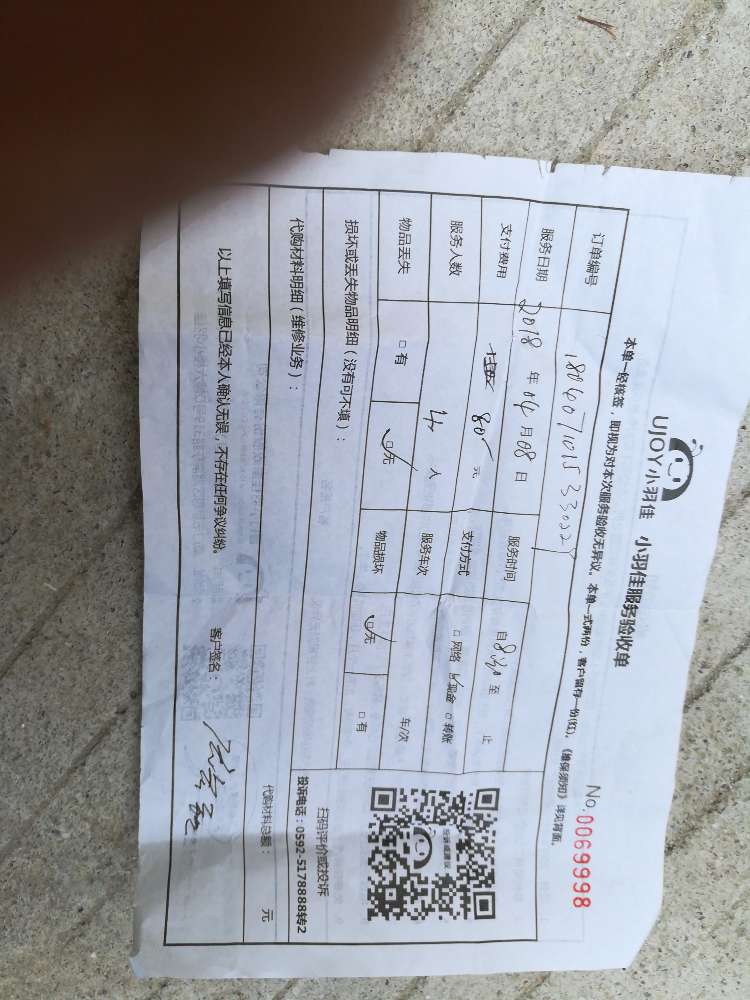 UJOY小羽佳 小羽佳服务验收单
No.0069998
本单一经核签，即视为对本次服务验收无异议。本单一式两份，客户留存一份(红)。《维保须知》详见背面。
订单编号
服务日期 2018 年 04 月 08 日 服务时间 自 8:30 至 止
支付费用 80 元 支付方式 □网络 ☑现金 □转账
服务人数 4 人 服务车次 车/次
物品丢失 □有 ☑无 物品损坏 ☑无 □有
损坏或丢失物品明细（没有可不填）：
扫码评价或投诉
投诉电话：0592-5178888转2
代购材料明细（维修业务）：
代购材料总额： 元
以上填写信息已经本人确认无误，不存在任何争议纠纷。 客户签名：